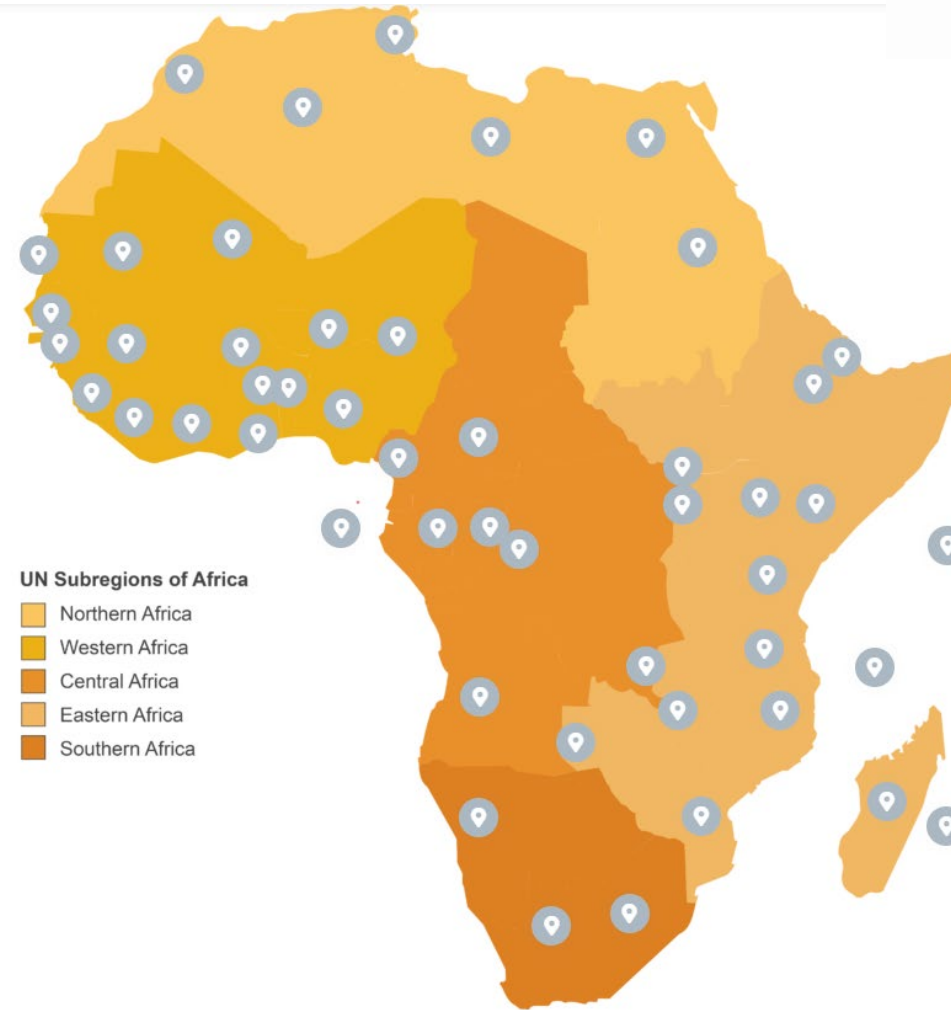 UN Subregions of Africa
Northern Africa
Western Africa
Central Africa
Eastern Africa
Southern Africa